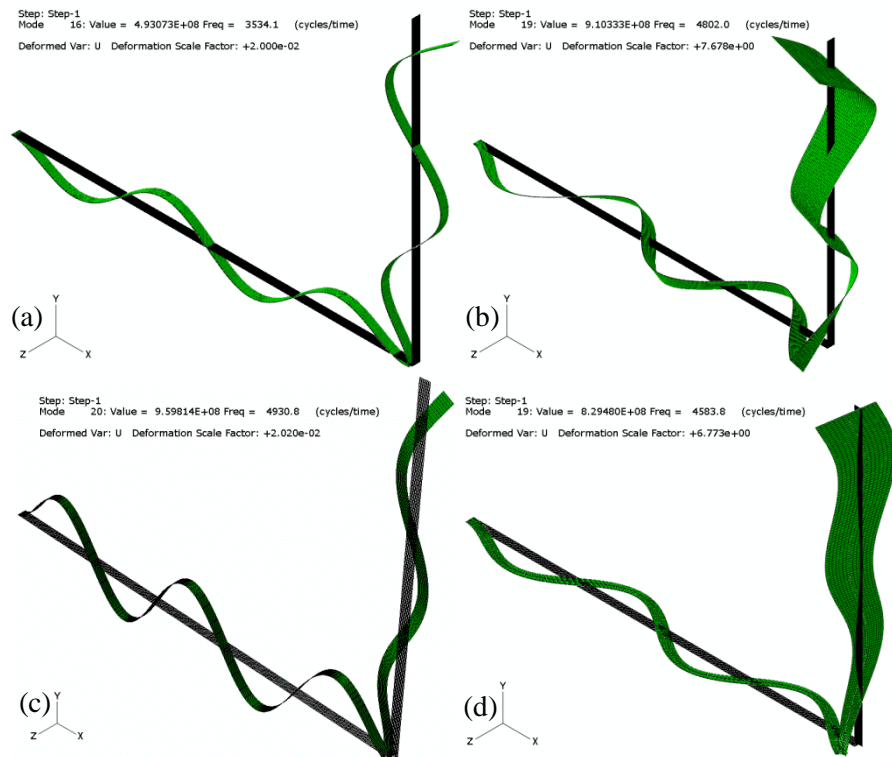 Step: Step-1
Mode 16: Value = 4.93073E+08 Freq = 3534.1 (cycles/time)
Deformed Var: U Deformation Scale Factor: +2.000e-02
Y
Z X
(a)
Step: Step-1
Mode 19: Value = 9.10333E+08 Freq = 4802.0 (cycles/time)
Deformed Var: U Deformation Scale Factor: +7.678e+00
Y
Z X
(b)
Step: Step-1
Mode 20: Value = 9.59814E+08 Freq = 4930.8 (cycles/time)
Deformed Var: U Deformation Scale Factor: +2.020e-02
Y
Z X
(c)
Step: Step-1
Mode 19: Value = 8.29480E+08 Freq = 4583.8 (cycles/time)
Deformed Var: U Deformation Scale Factor: +6.773e+00
Y
Z X
(d)